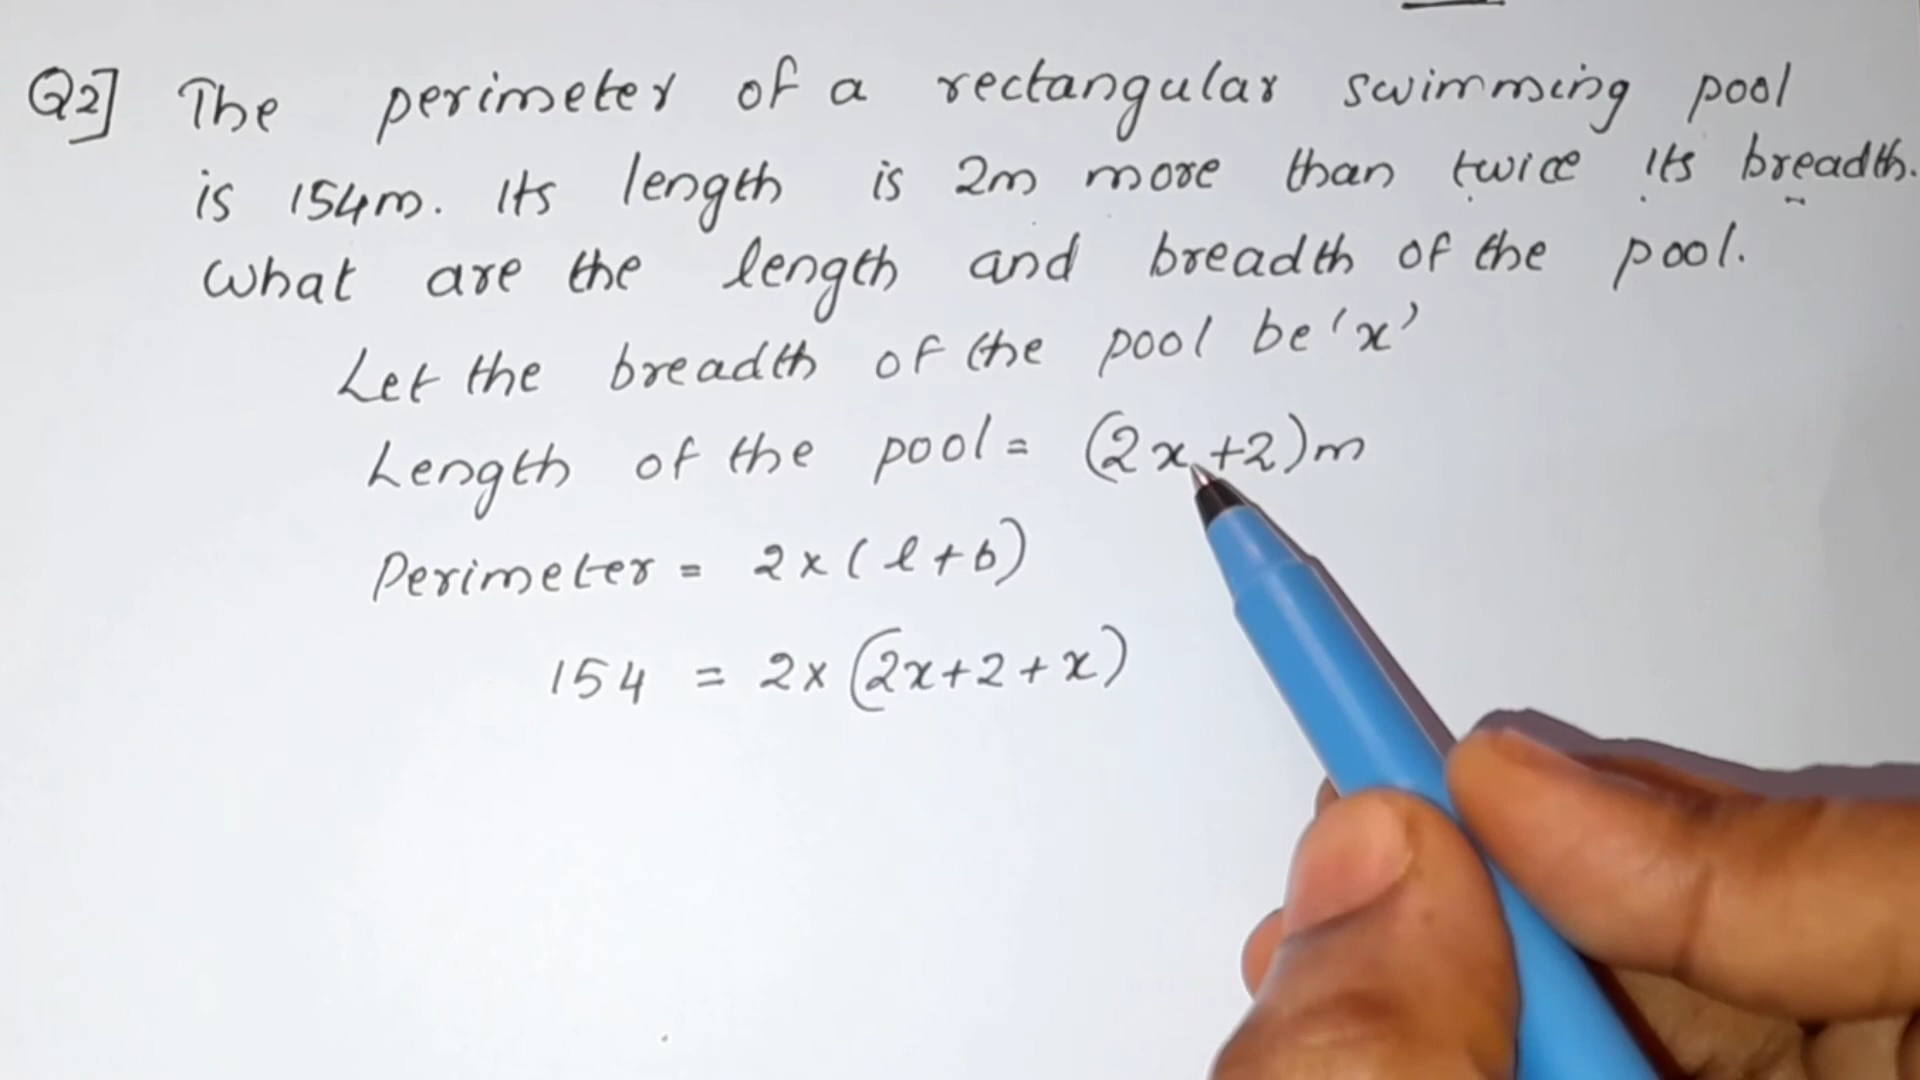 Q2] The perimeter of a rectangular swimming pool
is 154m. Its length is 2m more than twice its breadth.
What are the length and breadth of the pool.
Let the breadth of the pool be 'x'
Length of the pool = (2x+2)m
Perimeter = 2×(l+b)
154 = 2×(2x+2+x)